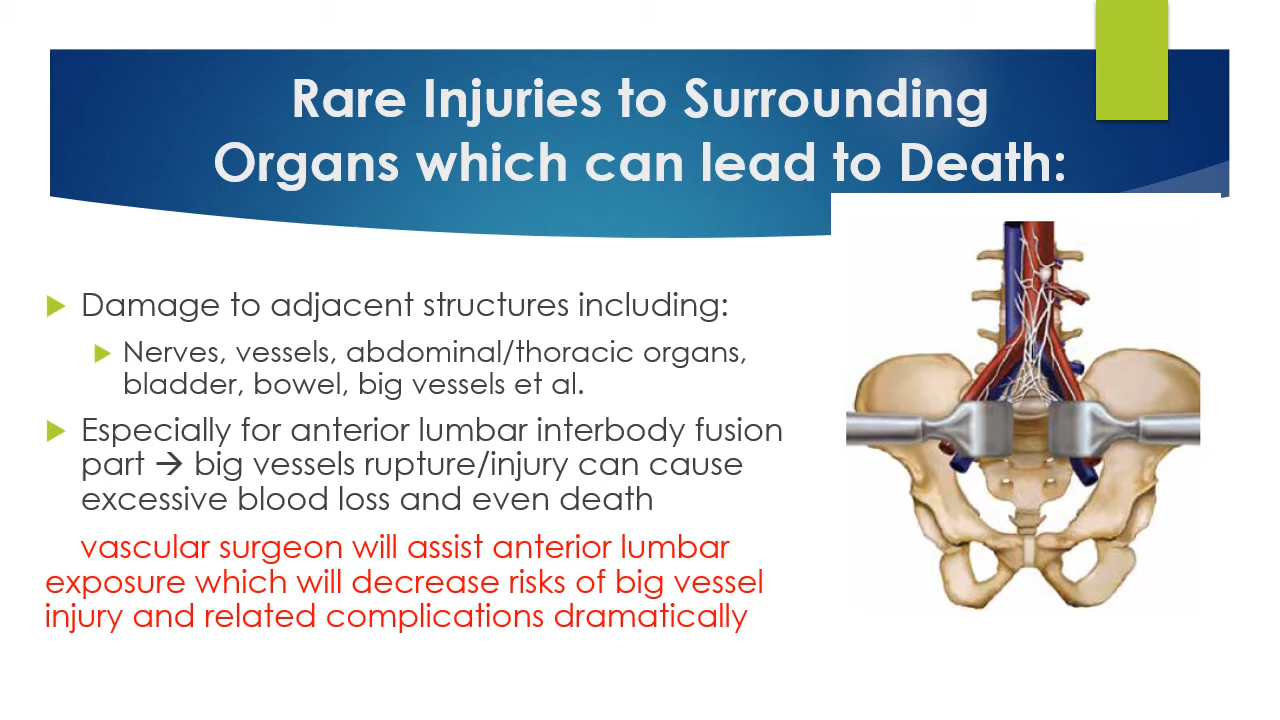 Rare Injuries to Surrounding
Organs which can lead to Death:
Damage to adjacent structures including:
Nerves, vessels, abdominal/thoracic organs,
bladder, bowel, big vessels et al.
Especially for anterior lumbar interbody fusion
part → big vessels rupture/injury can cause
excessive blood loss and even death
vascular surgeon will assist anterior lumbar
exposure which will decrease risks of big vessel
injury and related complications dramatically